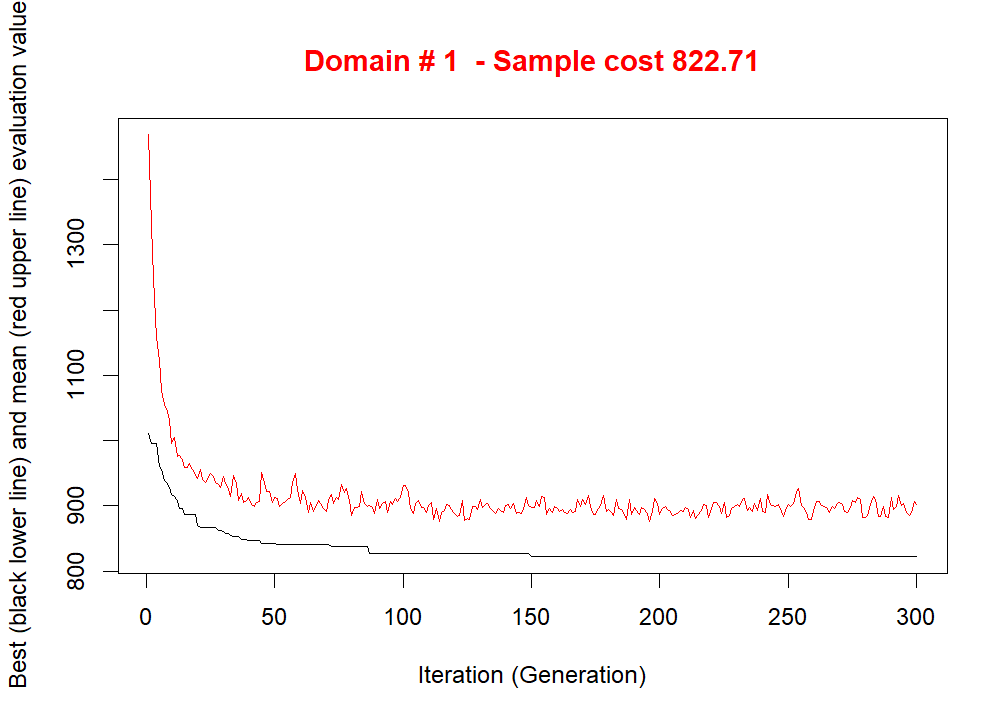 Domain # 1  - Sample cost 822.71
Best (black lower line) and mean (red upper line) evaluation value
1300
1100
900
800
0 50 100 150 200 250 300
Iteration (Generation)